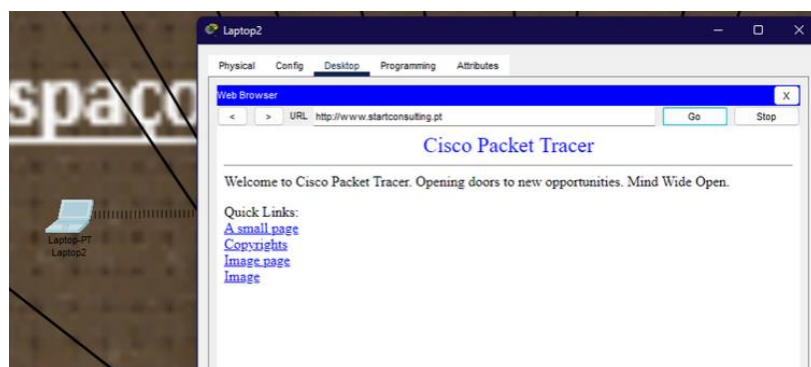 Laptop2
Physical Config Desktop Programming Attributes
Web Browser X
< > URL http://www.startconsulting.pt Go Stop
Cisco Packet Tracer
Welcome to Cisco Packet Tracer. Opening doors to new opportunities. Mind Wide Open.
Quick Links:
A small page
Copyrights
Image page
Image
spaço
Laptop-PT
Laptop2